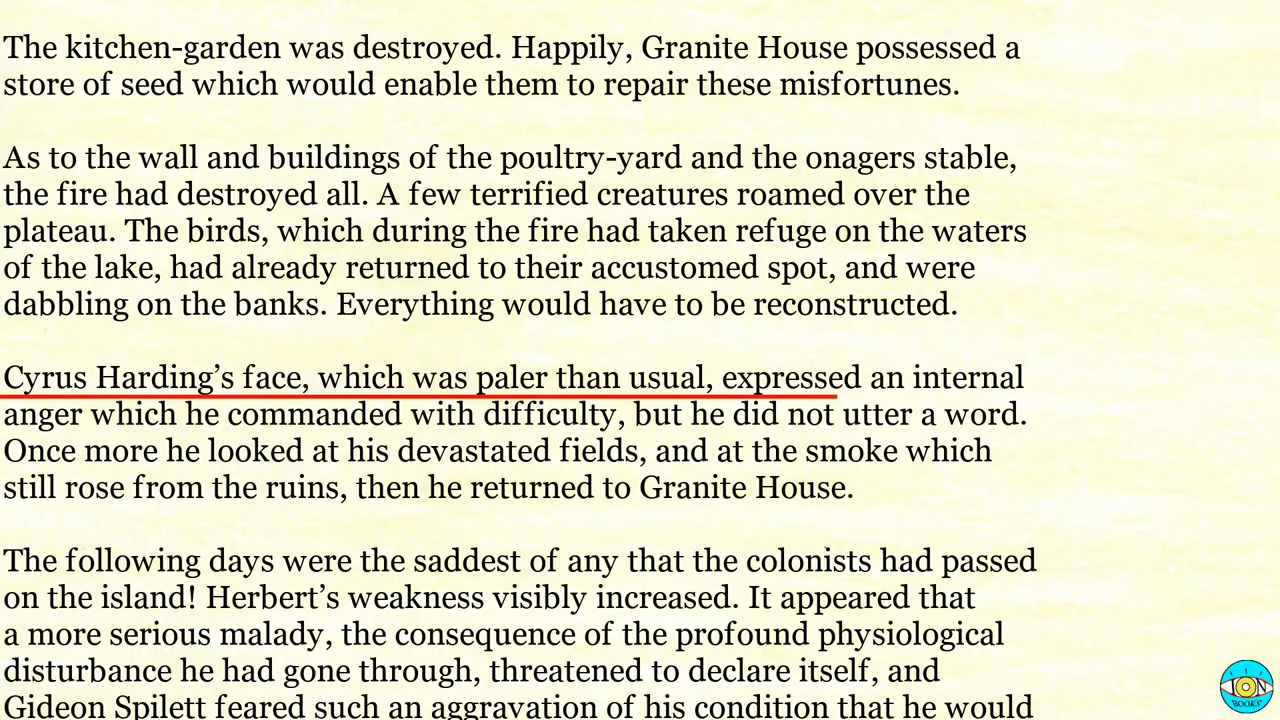 The kitchen-garden was destroyed. Happily, Granite House possessed a
store of seed which would enable them to repair these misfortunes.
As to the wall and buildings of the poultry-yard and the onagers stable,
the fire had destroyed all. A few terrified creatures roamed over the
plateau. The birds, which during the fire had taken refuge on the waters
of the lake, had already returned to their accustomed spot, and were
dabbling on the banks. Everything would have to be reconstructed.
Cyrus Harding’s face, which was paler than usual, expressed an internal
anger which he commanded with difficulty, but he did not utter a word.
Once more he looked at his devastated fields, and at the smoke which
still rose from the ruins, then he returned to Granite House.
The following days were the saddest of any that the colonists had passed
on the island! Herbert’s weakness visibly increased. It appeared that
a more serious malady, the consequence of the profound physiological
disturbance he had gone through, threatened to declare itself, and
Gideon Spilett feared such an aggravation of his condition that he would
ION
BOOKS